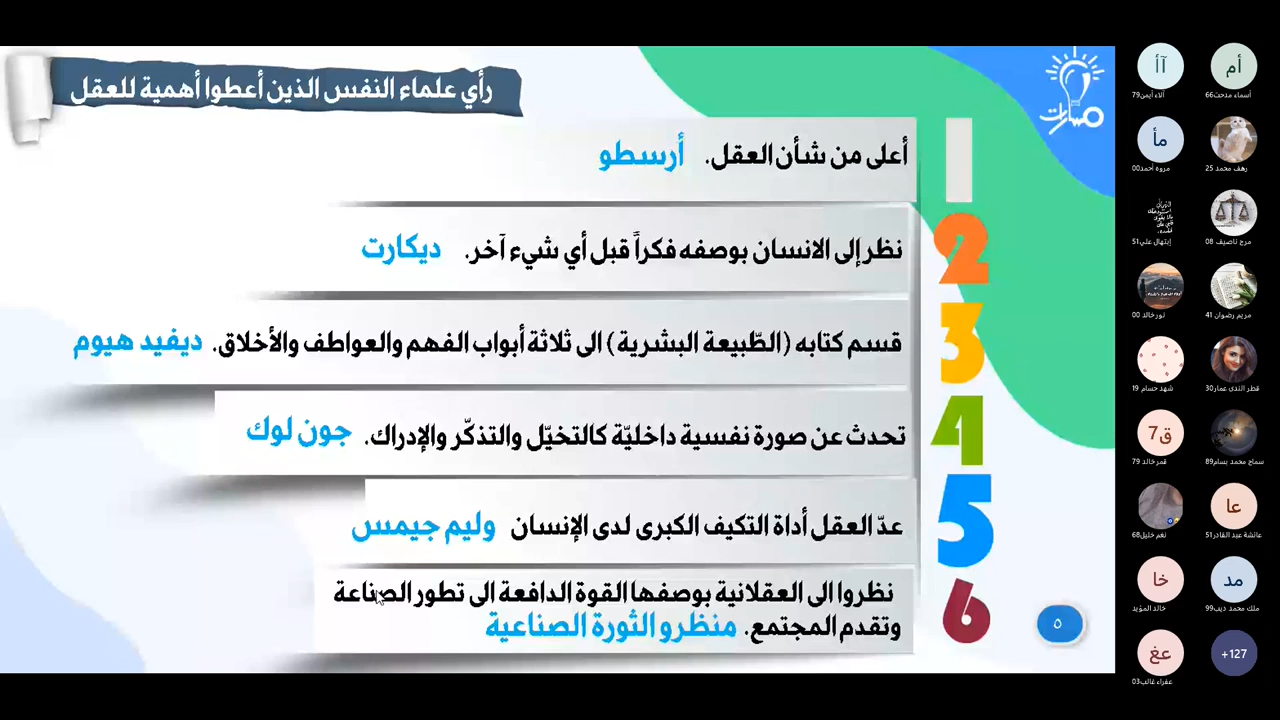 رأي علماء النفس الذين أعطوا أهمية للعقل
مسارات
1
أعلى من شأن العقل. أرسطو
2
نظر إلى الانسان بوصفه فكراً قبل أي شيء آخر. ديكارت
3
قسم كتابه (الطّبيعة البشرية) الى ثلاثة أبواب الفهم والعواطف والأخلاق. ديفيد هيوم
4
تحدث عن صورة نفسية داخليّة كالتخيّل والتذكّر والإدراك. جون لوك
5
عدّ العقل أداة التكيف الكبرى لدى الإنسان وليم جيمس
6
نظروا الى العقلانية بوصفها القوة الدافعة الى تطور الصناعة
وتقدم المجتمع. منظرو الثورة الصناعية
٥
أم
أسماء مدحت66
آأ
آلاء أيمن79
رهف محمد 25
مأ
مروه أحمد00
مرح ناصيف 08
إبتهال علي51
مريم رضوان 41
نور خالد 00
قطر الندى عمار30
شهد حسام 19
سماح محمد بسام89
ق7
قمر خالد 79
عا
عائشة عبد القادر51
نغم خليل68
مد
ملك محمد ديب99
خا
خالد المؤيد
+127
عغ
عفراء غالب03